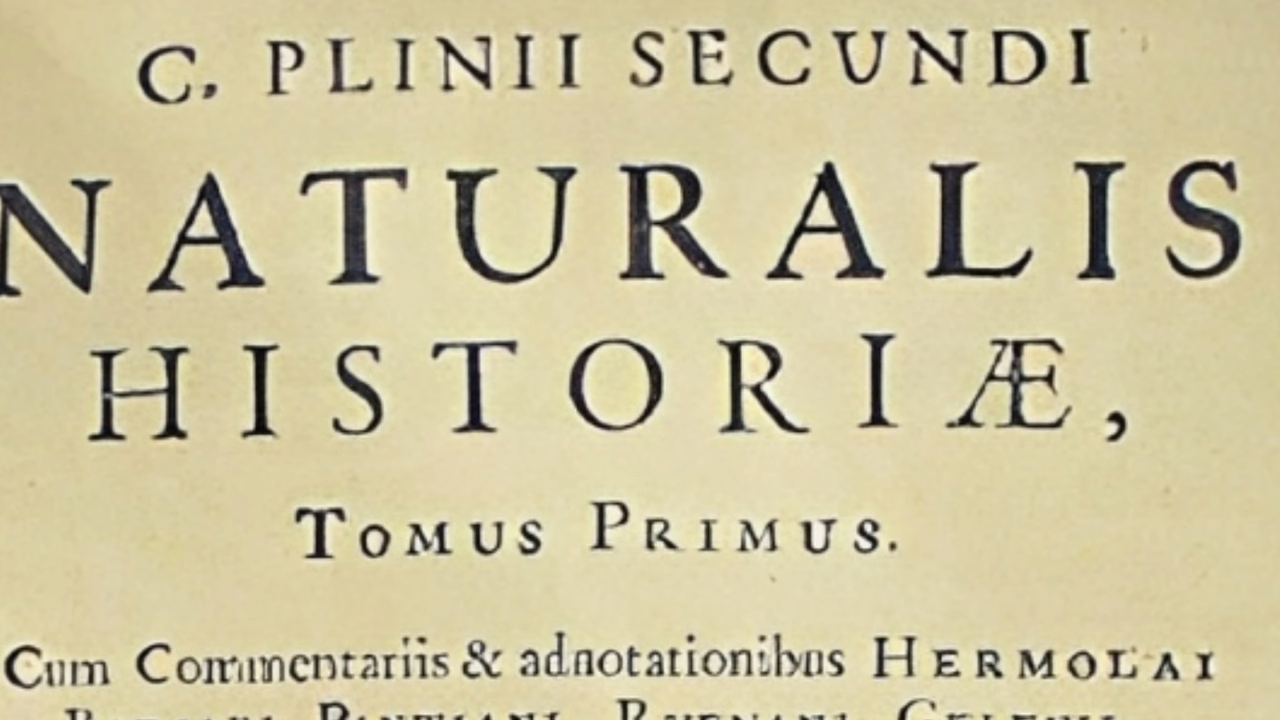 C. PLINII SECUNDI
NATURALIS
HISTORIÆ,
TOMUS PRIMUS.
Cum Commentariis & adnotationibus HERMOLAI